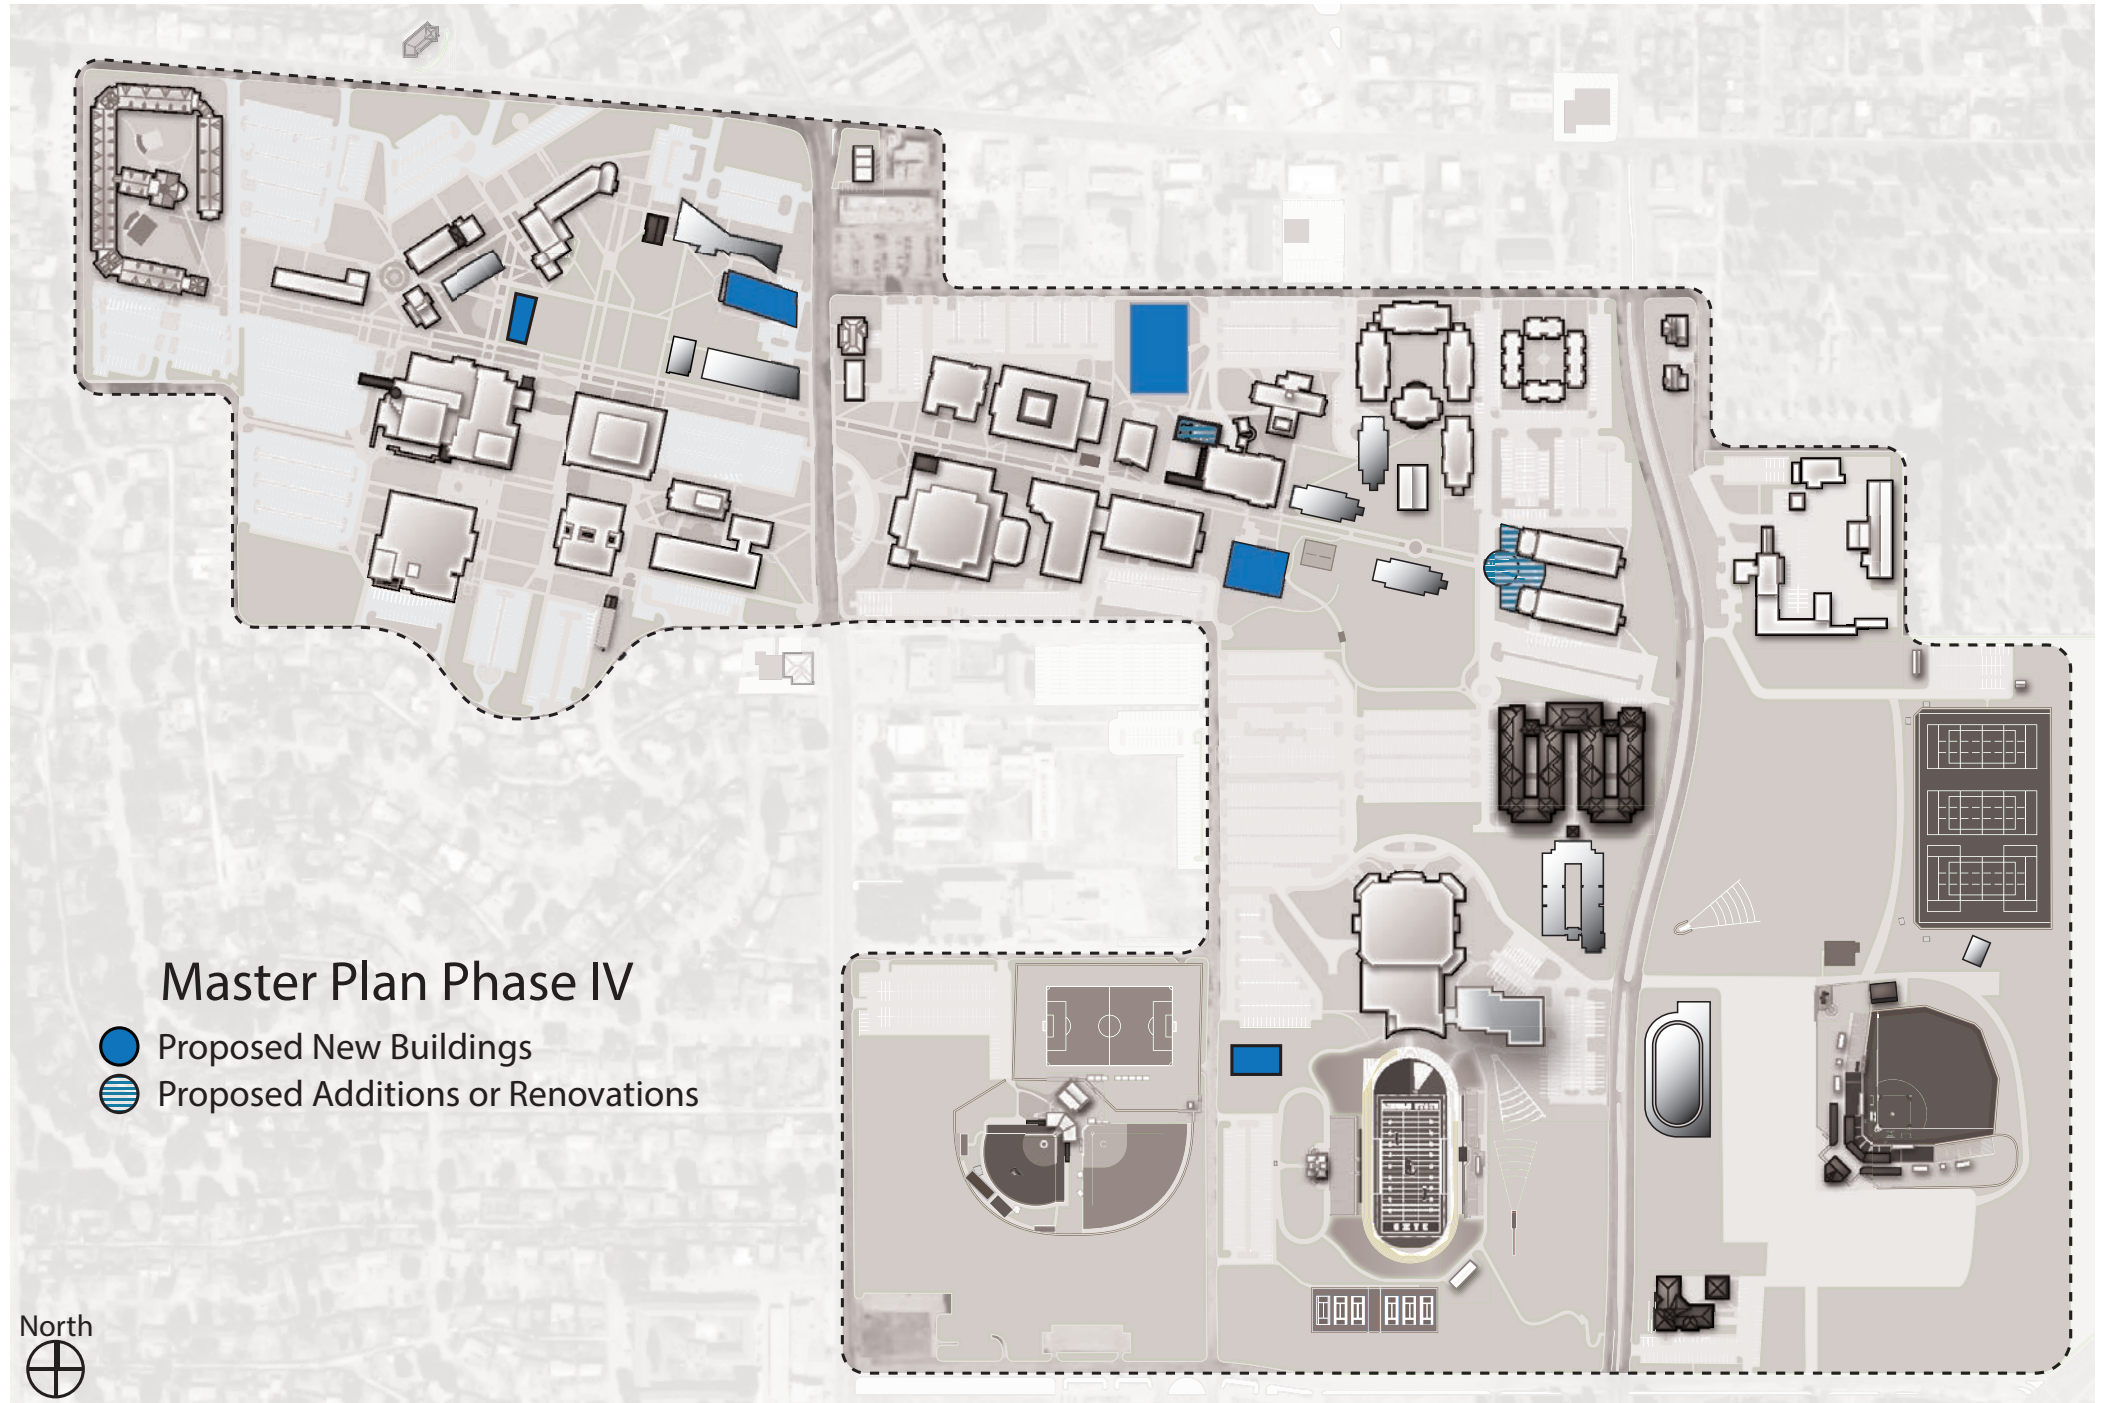 Master Plan Phase IV
Proposed New Buildings
Proposed Additions or Renovations
North